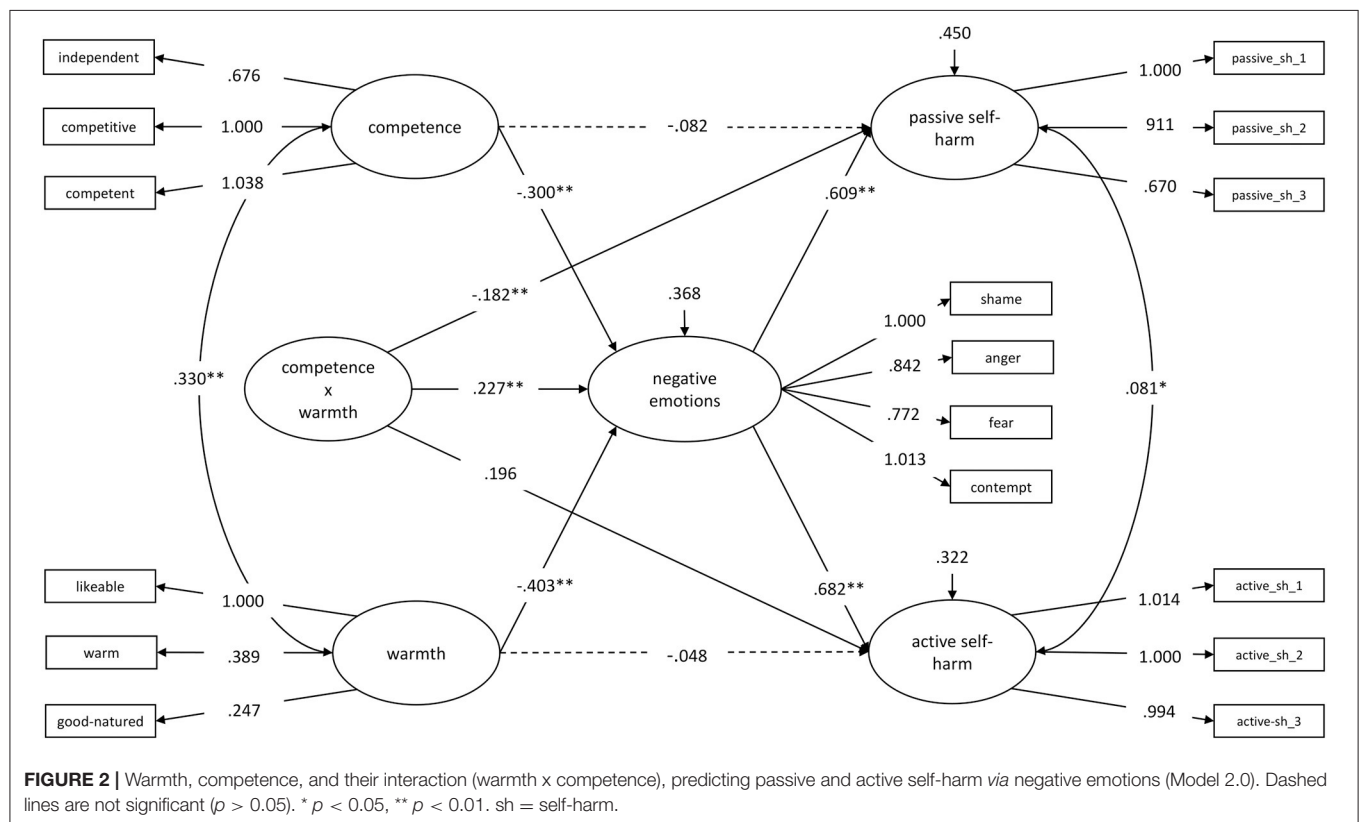 independent
.676
competitive
1.000
competent
1.038
competence
-.082
-.300**
.450
passive self-
harm
1.000
passive_sh_1
911
passive_sh_2
.670
passive_sh_3
.609**
-.182**
.368
competence
x
warmth
.227**
negative
emotions
1.000
shame
.842
anger
.772
fear
1.013
contempt
.330**
.081*
.196
-.403**
.682**
.322
likeable
1.000
warm
.389
good-natured
.247
warmth
-.048
active self-
harm
1.014
active_sh_1
1.000
active_sh_2
.994
active-sh_3
FIGURE 2 | Warmth, competence, and their interaction (warmth x competence), predicting passive and active self-harm via negative emotions (Model 2.0). Dashed
lines are not significant (p > 0.05). * p < 0.05, ** p < 0.01. sh = self-harm.